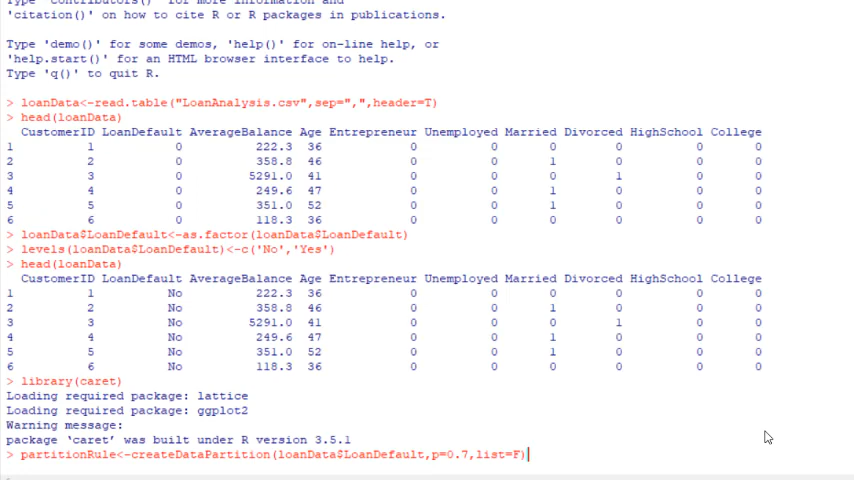 Type 'contributors()' for more information and
'citation()' on how to cite R or R packages in publications.
Type 'demo()' for some demos, 'help()' for on-line help, or
'help.start()' for an HTML browser interface to help.
Type 'q()' to quit R.
> loanData<-read.table("LoanAnalysis.csv",sep=",",header=T)
> head(loanData)
CustomerID LoanDefault AverageBalance Age Entrepreneur Unemployed Married Divorced HighSchool College
1 1 0 222.3 36 0 0 0 0 0 0
2 2 0 358.8 46 0 0 1 0 0 0
3 3 0 5291.0 41 0 0 0 1 0 0
4 4 0 249.6 47 0 0 1 0 0 0
5 5 0 351.0 52 0 0 1 0 0 0
6 6 0 118.3 36 0 0 0 0 0 0
> loanData$LoanDefault<-as.factor(loanData$LoanDefault)
> levels(loanData$LoanDefault)<-c('No','Yes')
> head(loanData)
CustomerID LoanDefault AverageBalance Age Entrepreneur Unemployed Married Divorced HighSchool College
1 1 No 222.3 36 0 0 0 0 0 0
2 2 No 358.8 46 0 0 1 0 0 0
3 3 No 5291.0 41 0 0 0 1 0 0
4 4 No 249.6 47 0 0 1 0 0 0
5 5 No 351.0 52 0 0 1 0 0 0
6 6 No 118.3 36 0 0 0 0 0 0
> library(caret)
Loading required package: lattice
Loading required package: ggplot2
Warning message:
package ‘caret’ was built under R version 3.5.1
> partitionRule<-createDataPartition(loanData$LoanDefault,p=0.7,list=F)